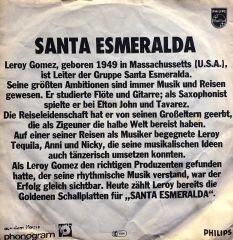 PHILIPS
SANTA ESMERALDA
Leroy Gomez, geboren 1949 in Massachussetts [U.S.A.],
ist Leiter der Gruppe Santa Esmeralda.
Seine größten Ambitionen sind immer Musik und Reisen
gewesen. Er studierte Flöte und Gitarre; als Saxophonist
spielte er bei Elton John und Tavarez.
Die Reiseleidenschaft hat er von seinen Großeltern geerbt,
die als Zigeuner die halbe Welt bereist haben.
Auf einer seiner Reisen als Musiker begegnete Leroy
Tequila, Anni und Nicky, die seine musikalischen Ideen
auch tänzerisch umsetzen konnten.
Als Leroy Gomez den richtigen Produzenten gefunden
hatte, der seine rhythmische Musik verstand, war der
Erfolg gleich sichtbar. Heute zählt Leroy bereits die
Goldenen Schallplatten für „SANTA ESMERALDA“.
aus dem Hause
phonogram
PHILIPS